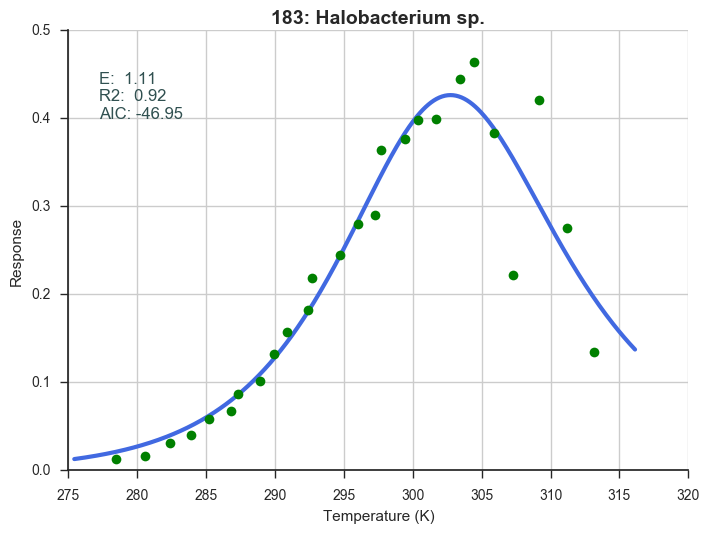 183: Halobacterium sp.
E: 1.11
R2: 0.92
AIC: -46.95
Response
0.5
0.4
0.3
0.2
0.1
0.0
275 280 285 290 295 300 305 310 315 320
Temperature (K)